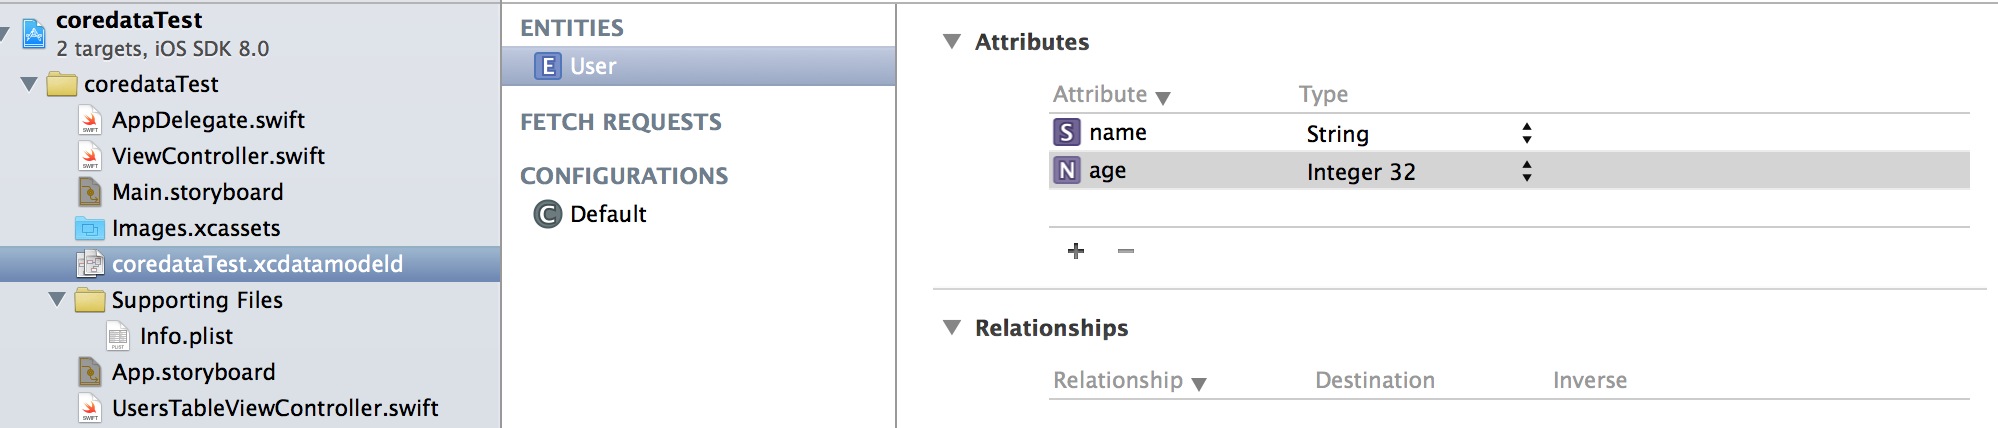 coredataTest
2 targets, iOS SDK 8.0
coredataTest
AppDelegate.swift
ViewController.swift
Main.storyboard
Images.xcassets
coredataTest.xcdatamodeld
Supporting Files
Info.plist
App.storyboard
UsersTableViewController.swift
ENTITIES
E User
FETCH REQUESTS
CONFIGURATIONS
C Default
Attributes
Attribute Type
S name String
N age Integer 32
+ −
Relationships
Relationship Destination Inverse